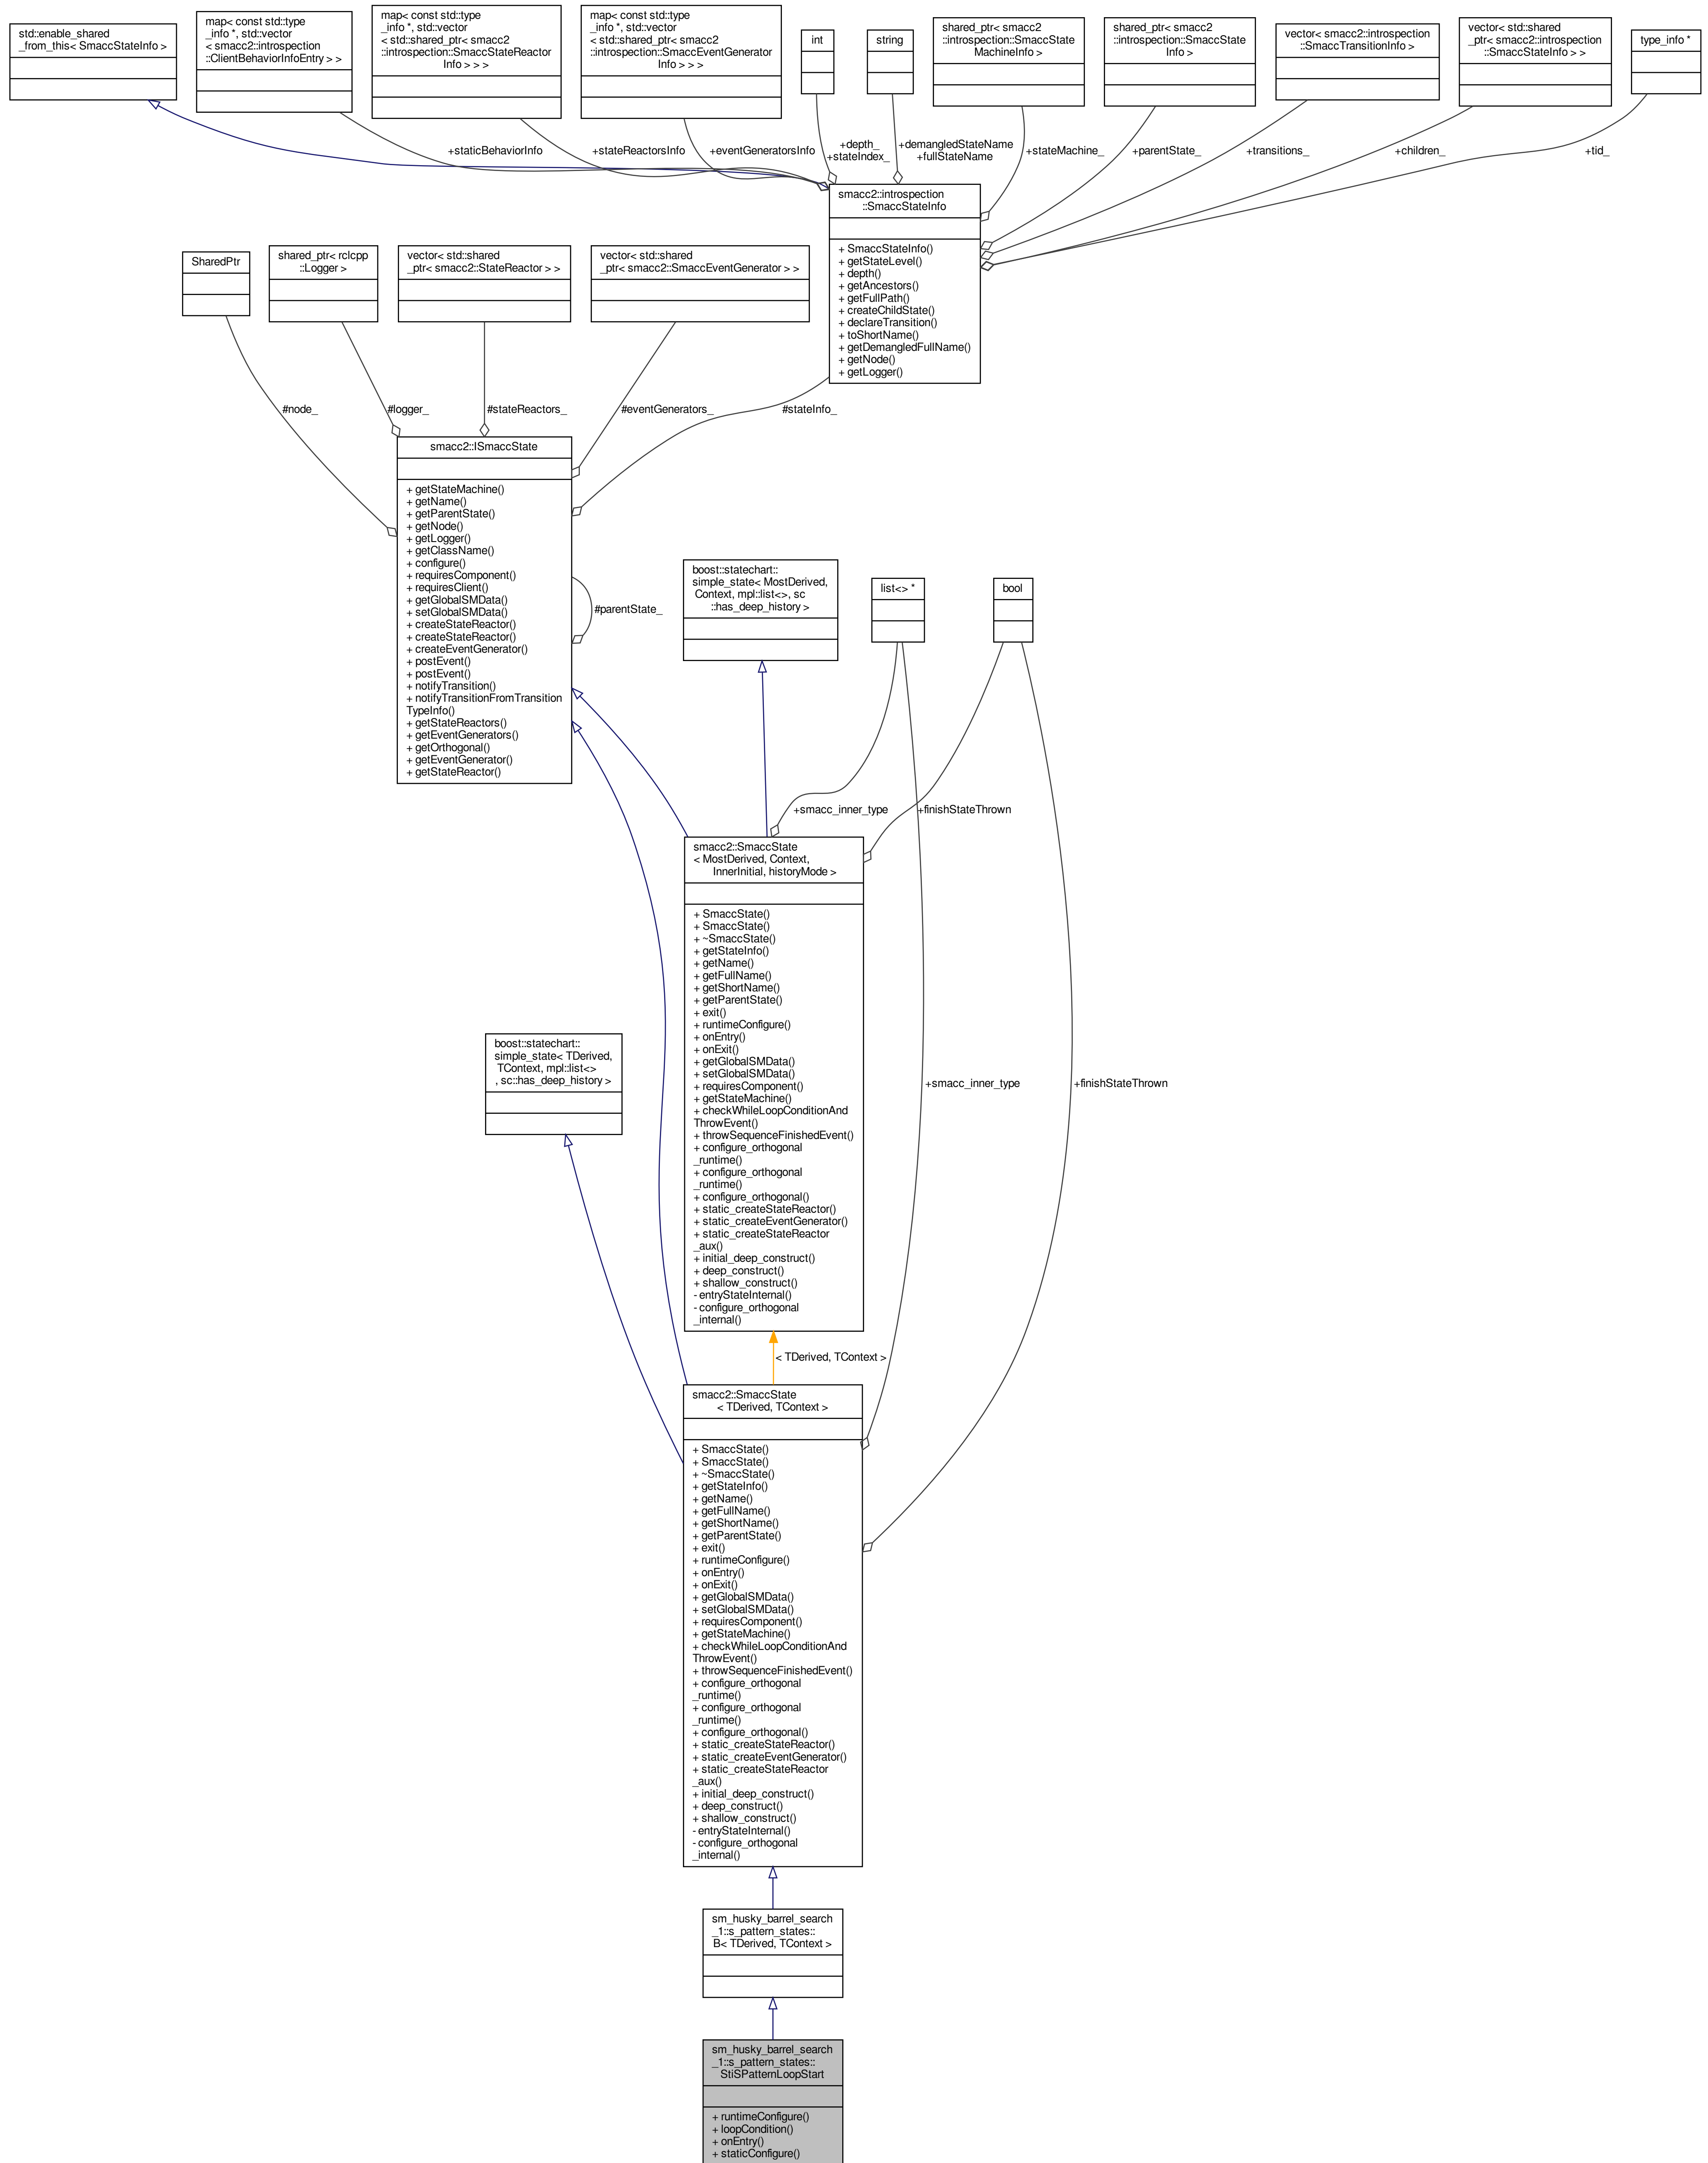 std::enable_shared
_from_this< SmaccStateInfo >
map< const std::type
_info *, std::vector
< smacc2::introspection
::ClientBehaviorInfoEntry > >
map< const std::type
_info *, std::vector
< std::shared_ptr< smacc2
::introspection::SmaccStateReactor
Info > > >
map< const std::type
_info *, std::vector
< std::shared_ptr< smacc2
::introspection::SmaccEventGenerator
Info > > >
int
string
shared_ptr< smacc2
::introspection::SmaccState
MachineInfo >
shared_ptr< smacc2
::introspection::SmaccState
Info >
vector< smacc2::introspection
::SmaccTransitionInfo >
vector< std::shared
_ptr< smacc2::introspection
::SmaccStateInfo > >
type_info *
+staticBehaviorInfo
+stateReactorsInfo
+eventGeneratorsInfo
+depth_
+stateIndex_
+demangledStateName
+fullStateName
+stateMachine_
+parentState_
+transitions_
+children_
+tid_
smacc2::introspection
::SmaccStateInfo
+ SmaccStateInfo()
+ getStateLevel()
+ depth()
+ getAncestors()
+ getFullPath()
+ createChildState()
+ declareTransition()
+ toShortName()
+ getDemangledFullName()
+ getNode()
+ getLogger()
SharedPtr
shared_ptr< rclcpp
::Logger >
vector< std::shared
_ptr< smacc2::StateReactor > >
vector< std::shared
_ptr< smacc2::SmaccEventGenerator > >
#node_
#logger_
#stateReactors_
#eventGenerators_
#stateInfo_
smacc2::ISmaccState
+ getStateMachine()
+ getName()
+ getParentState()
+ getNode()
+ getLogger()
+ getClassName()
+ configure()
+ requiresComponent()
+ requiresClient()
+ getGlobalSMData()
+ setGlobalSMData()
+ createStateReactor()
+ createStateReactor()
+ createEventGenerator()
+ postEvent()
+ postEvent()
+ notifyTransition()
+ notifyTransitionFromTransition
TypeInfo()
+ getStateReactors()
+ getEventGenerators()
+ getOrthogonal()
+ getEventGenerator()
+ getStateReactor()
#parentState_
boost::statechart::
simple_state< MostDerived,
Context, mpl::list<>, sc
::has_deep_history >
list<> *
bool
+smacc_inner_type
+finishStateThrown
smacc2::SmaccState
< MostDerived, Context,
InnerInitial, historyMode >
+ SmaccState()
+ SmaccState()
+ ~SmaccState()
+ getStateInfo()
+ getName()
+ getFullName()
+ getShortName()
+ getParentState()
+ exit()
+ runtimeConfigure()
+ onEntry()
+ onExit()
+ getGlobalSMData()
+ setGlobalSMData()
+ requiresComponent()
+ getStateMachine()
+ checkWhileLoopConditionAnd
ThrowEvent()
+ throwSequenceFinishedEvent()
+ configure_orthogonal
_runtime()
+ configure_orthogonal
_runtime()
+ configure_orthogonal()
+ static_createStateReactor()
+ static_createEventGenerator()
+ static_createStateReactor
_aux()
+ initial_deep_construct()
+ deep_construct()
+ shallow_construct()
- entryStateInternal()
- configure_orthogonal
_internal()
boost::statechart::
simple_state< TDerived,
TContext, mpl::list<>
, sc::has_deep_history >
+smacc_inner_type
+finishStateThrown
< TDerived, TContext >
smacc2::SmaccState
< TDerived, TContext >
+ SmaccState()
+ SmaccState()
+ ~SmaccState()
+ getStateInfo()
+ getName()
+ getFullName()
+ getShortName()
+ getParentState()
+ exit()
+ runtimeConfigure()
+ onEntry()
+ onExit()
+ getGlobalSMData()
+ setGlobalSMData()
+ requiresComponent()
+ getStateMachine()
+ checkWhileLoopConditionAnd
ThrowEvent()
+ throwSequenceFinishedEvent()
+ configure_orthogonal
_runtime()
+ configure_orthogonal
_runtime()
+ configure_orthogonal()
+ static_createStateReactor()
+ static_createEventGenerator()
+ static_createStateReactor
_aux()
+ initial_deep_construct()
+ deep_construct()
+ shallow_construct()
- entryStateInternal()
- configure_orthogonal
_internal()
sm_husky_barrel_search
_1::s_pattern_states::
B< TDerived, TContext >
sm_husky_barrel_search
_1::s_pattern_states::
StiSPatternLoopStart
+ runtimeConfigure()
+ loopCondition()
+ onEntry()
+ staticConfigure()